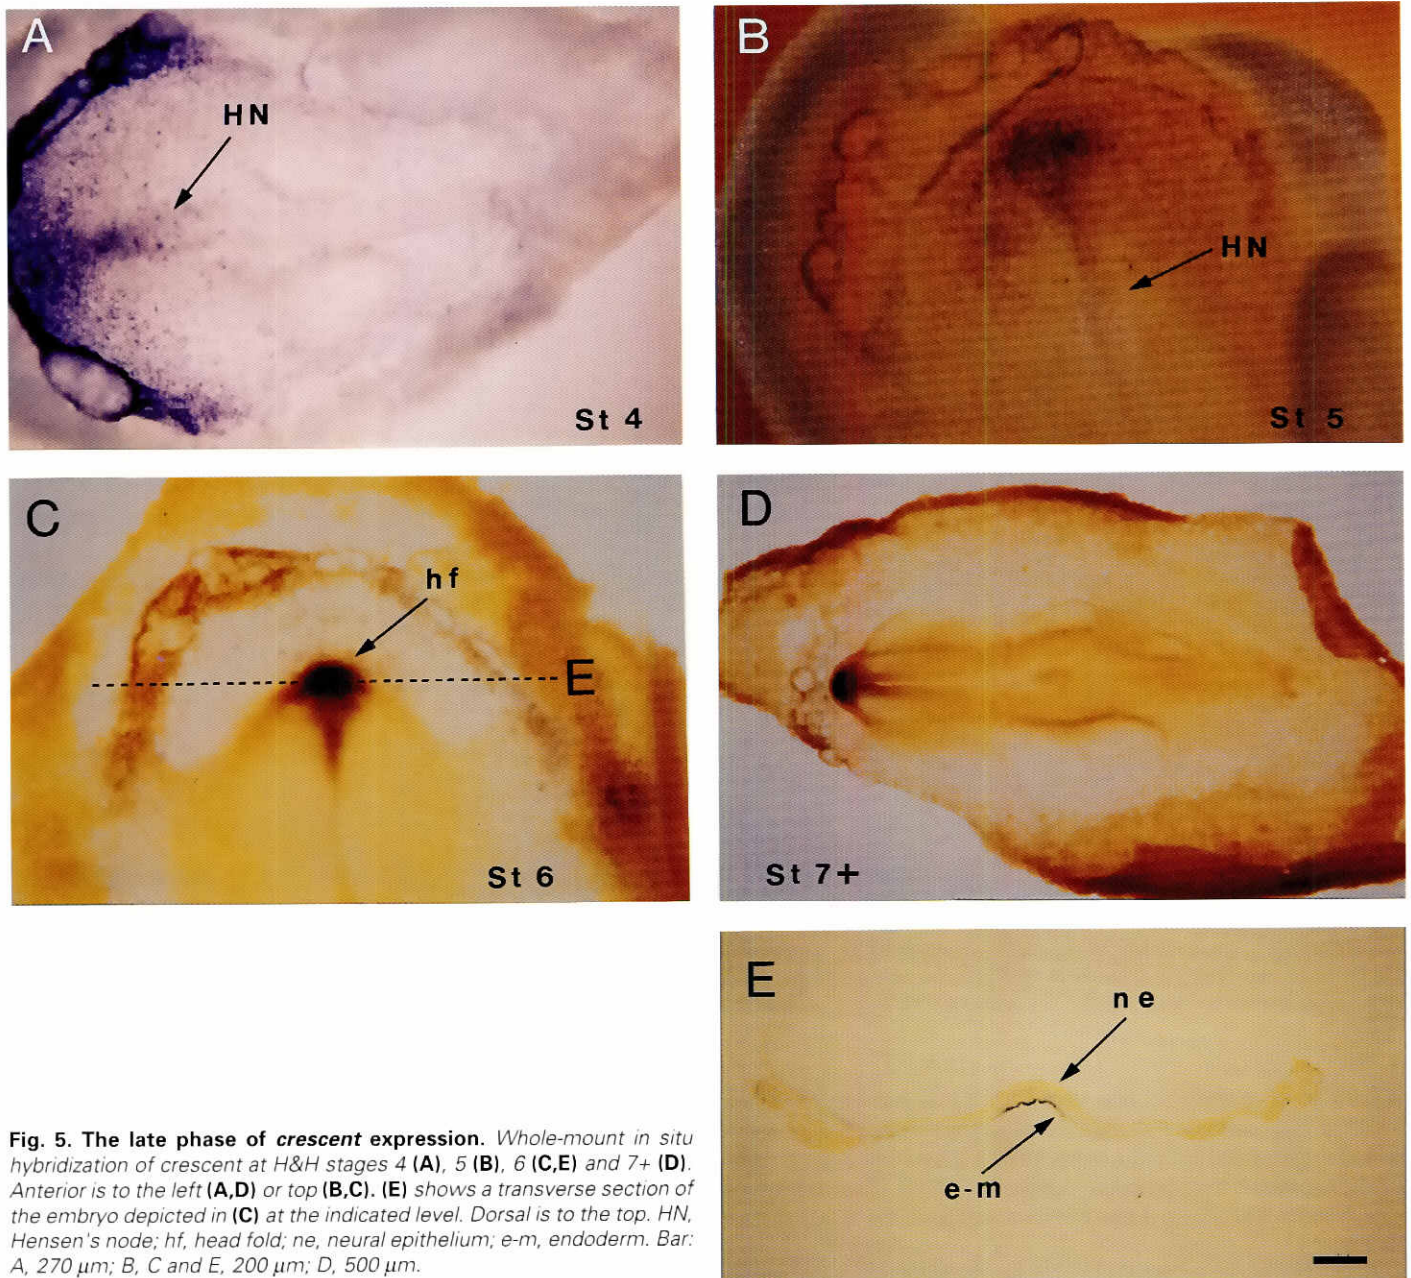 A
HN
St 4
B
HN
St 5
C
hf
E
St 6
D
St 7+
E
ne
e-m
Fig. 5. The late phase of crescent expression. Whole-mount in situ
hybridization of crescent at H&H stages 4 (A), 5 (B), 6 (C,E) and 7+ (D).
Anterior is to the left (A,D) or top (B,C). (E) shows a transverse section of
the embryo depicted in (C) at the indicated level. Dorsal is to the top. HN,
Hensen's node; hf, head fold; ne, neural epithelium; e-m, endoderm. Bar:
A, 270 µm; B, C and E, 200 µm; D, 500 µm.